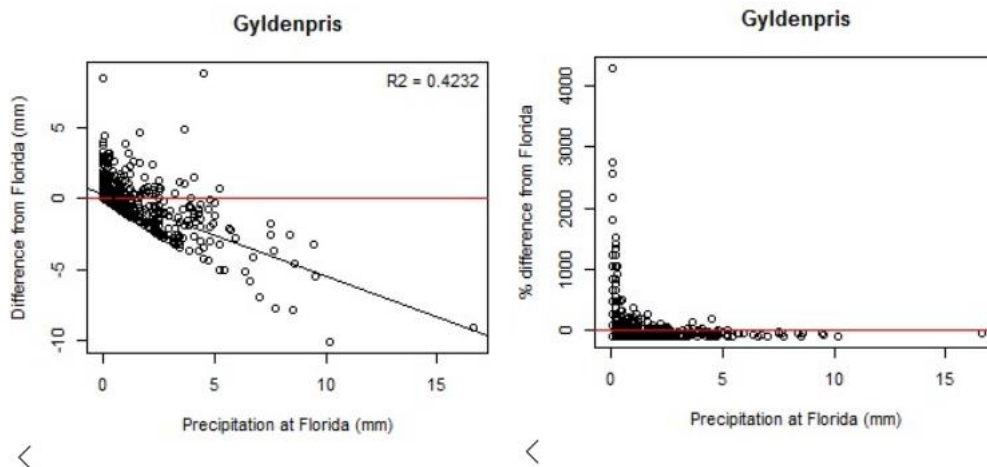 Gyldenpris
R2 = 0.4232
Difference from Florida (mm)
5
0
-5
-10
0 5 10 15
Precipitation at Florida (mm)
Gyldenpris
% difference from Florida
4000
3000
2000
1000
0
0 5 10 15
Precipitation at Florida (mm)